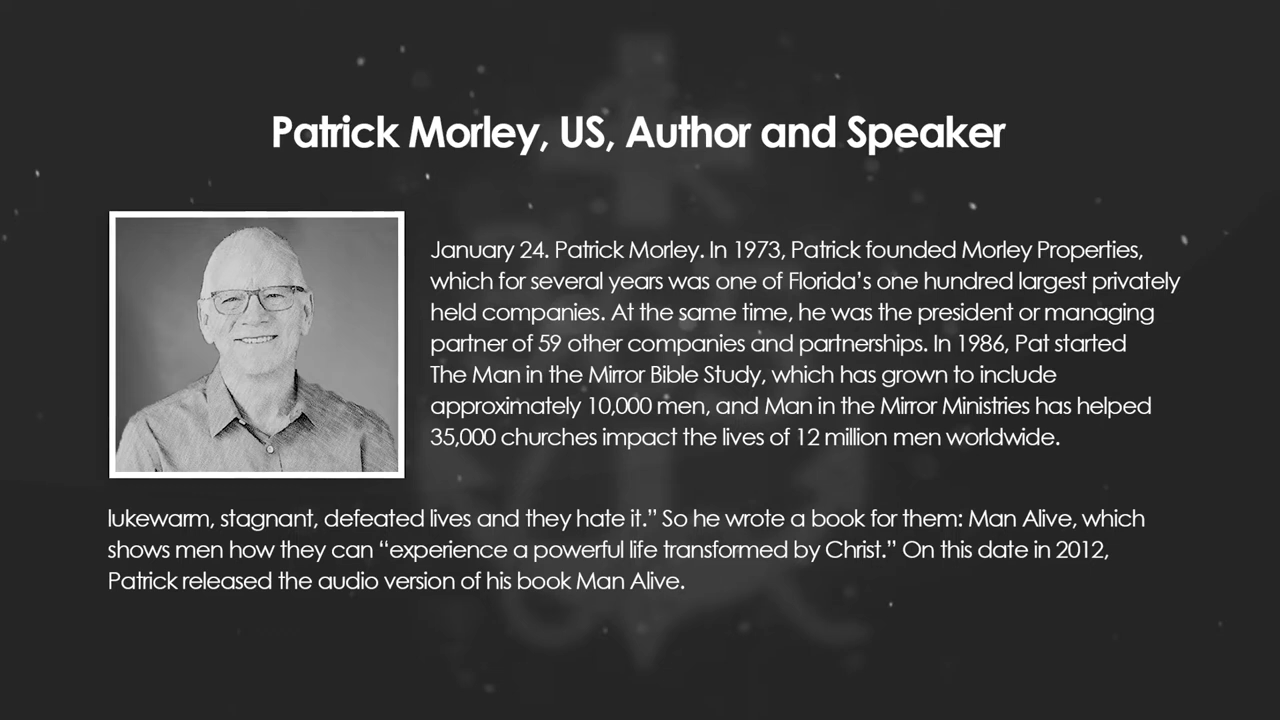 Patrick Morley, US, Author and Speaker
January 24. Patrick Morley. In 1973, Patrick founded Morley Properties,
which for several years was one of Florida’s one hundred largest privately
held companies. At the same time, he was the president or managing
partner of 59 other companies and partnerships. In 1986, Pat started
The Man in the Mirror Bible Study, which has grown to include
approximately 10,000 men, and Man in the Mirror Ministries has helped
35,000 churches impact the lives of 12 million men worldwide.
lukewarm, stagnant, defeated lives and they hate it.” So he wrote a book for them: Man Alive, which
shows men how they can “experience a powerful life transformed by Christ.” On this date in 2012,
Patrick released the audio version of his book Man Alive.